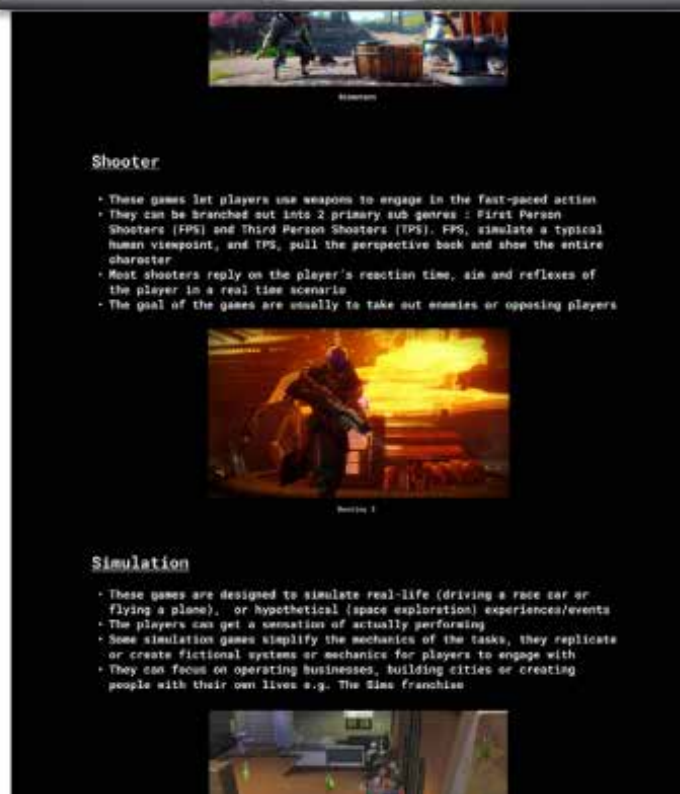 Shooter
• These games let players use weapons to engage in the fast-paced action
• They can be branched out into 2 primary sub genres : First Person
Shooters (FPS) and Third Person Shooters (TPS). FPS, simulate a typical
human viewpoint, and TPS, pull the perspective back and show the entire
character
• Most shooters reply on the player's reaction time, aim and reflexes of
the player in a real time scenario
• The goal of the games are usually to take out enemies or opposing players
Destiny 2
Simulation
• These games are designed to simulate real-life (driving a race car or
flying a plane), or hypothetical (space exploration) experiences/events
• The players can get a sensation of actually performing
• Some simulation games simplify the mechanics of the tasks, they replicate
or create fictional systems or mechanics for players to engage with
• They can focus on operating businesses, building cities or creating
people with their own lives e.g. The Sims franchise